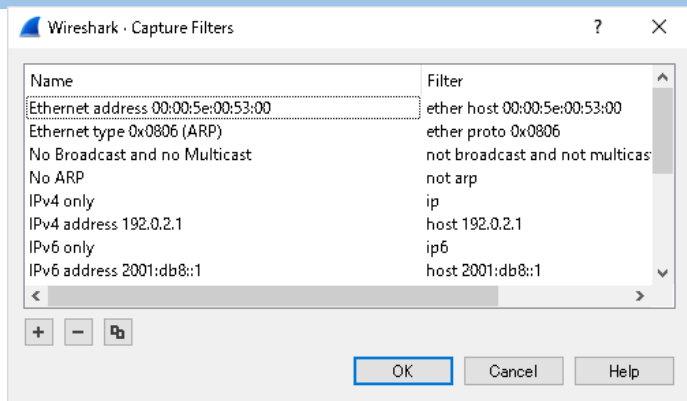 Wireshark · Capture Filters
Name Filter
Ethernet address 00:00:5e:00:53:00 ether host 00:00:5e:00:53:00
Ethernet type 0x0806 (ARP) ether proto 0x0806
No Broadcast and no Multicast not broadcast and not multicas
No ARP not arp
IPv4 only ip
IPv4 address 192.0.2.1 host 192.0.2.1
IPv6 only ip6
IPv6 address 2001:db8::1 host 2001:db8::1
OK Cancel Help